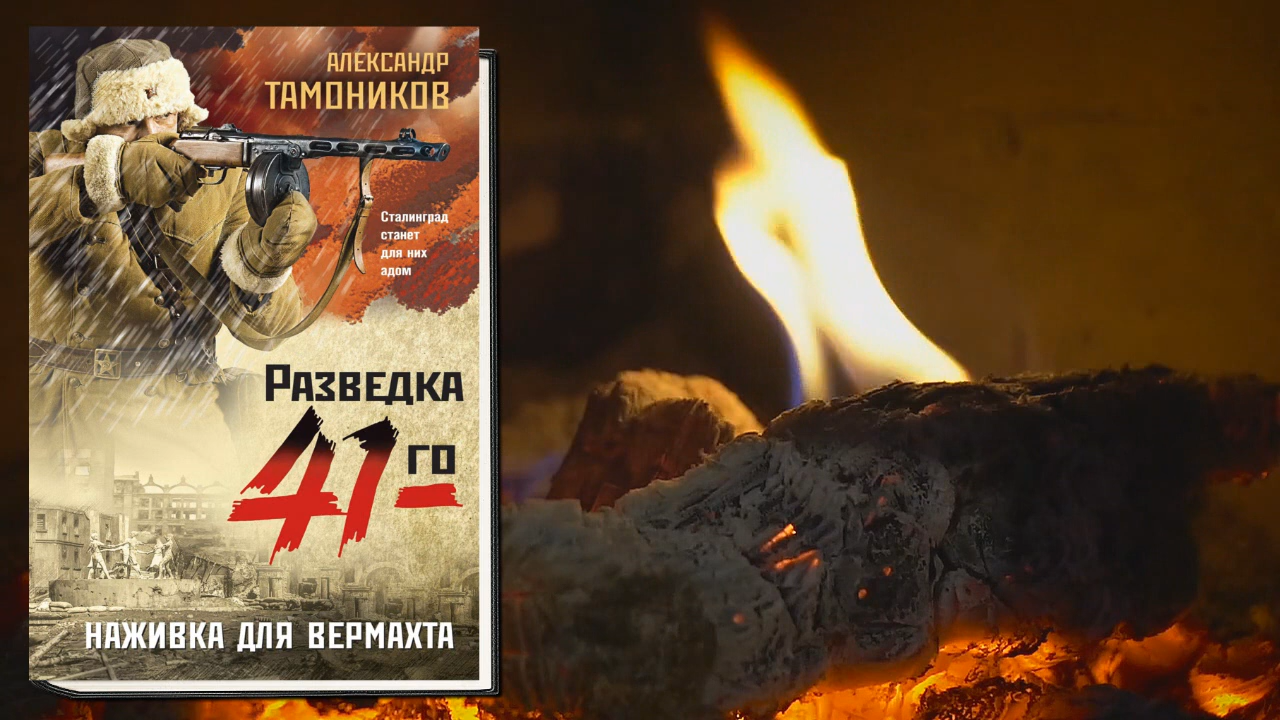 АЛЕКСАНДР
ТАМОНИКОВ
Сталинград
станет
для них
адом
РАЗВЕДКА
41-го
НАЖИВКА ДЛЯ ВЕРМАХТА